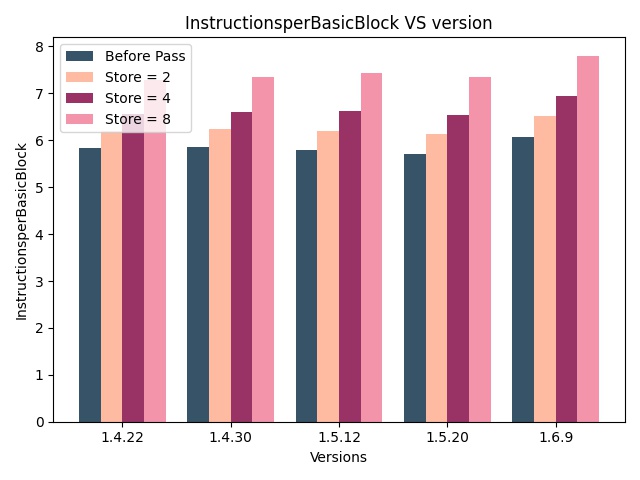 InstructionsperBasicBlock VS version
Before Pass
Store = 2
Store = 4
Store = 8
InstructionsperBasicBlock
8
7
6
5
4
3
2
1
0
1.4.22 1.4.30 1.5.12 1.5.20 1.6.9
Versions